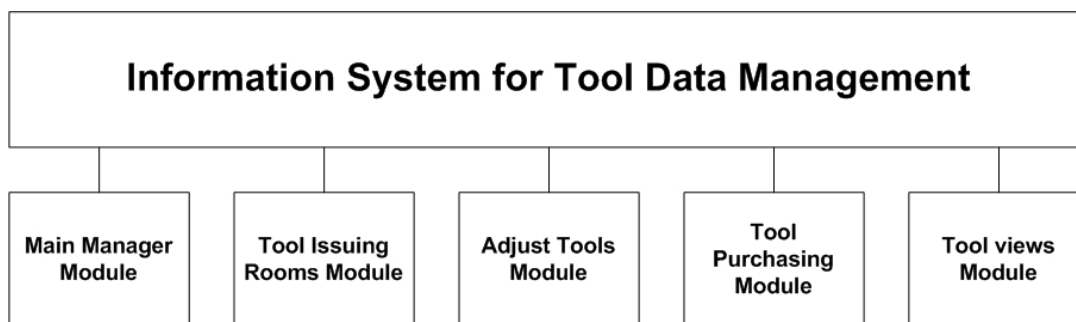 Information System for Tool Data Management
Main Manager
Module
Tool Issuing
Rooms Module
Adjust Tools
Module
Tool
Purchasing
Module
Tool views
Module